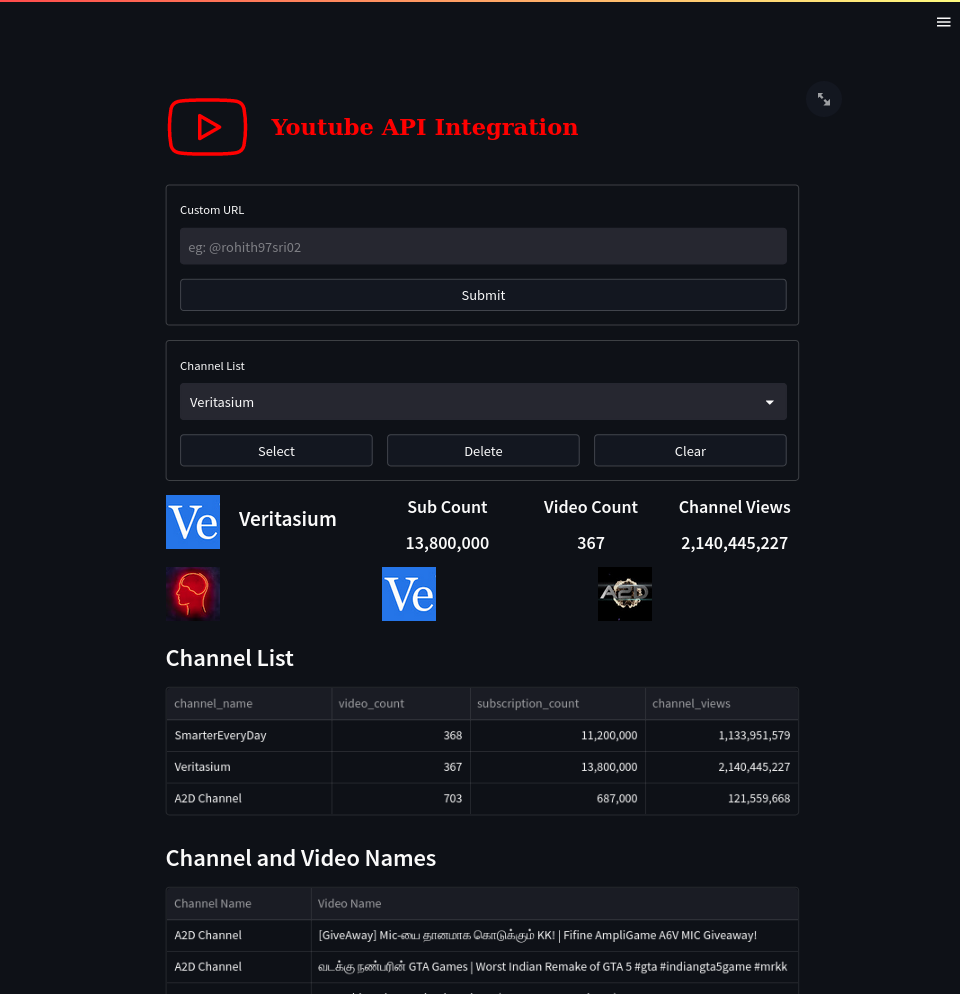 Youtube API Integration
Custom URL
eg: @rohith97sri02
Submit
Channel List
Veritasium
Select Delete Clear
Ve Veritasium Sub Count Video Count Channel Views
13,800,000 367 2,140,445,227
Ve A2D
Channel List
channel_name video_count subscription_count channel_views
SmarterEveryDay 368 11,200,000 1,133,951,579
Veritasium 367 13,800,000 2,140,445,227
A2D Channel 703 687,000 121,559,668
Channel and Video Names
Channel Name Video Name
A2D Channel [GiveAway] Mic-யை தானமாக கொடுக்கும் KK! | Fifine AmpliGame A6V MIC Giveaway!
A2D Channel வடக்கு நண்பரின் GTA Games | Worst Indian Remake of GTA 5 #gta #indiangta5game #mrkk